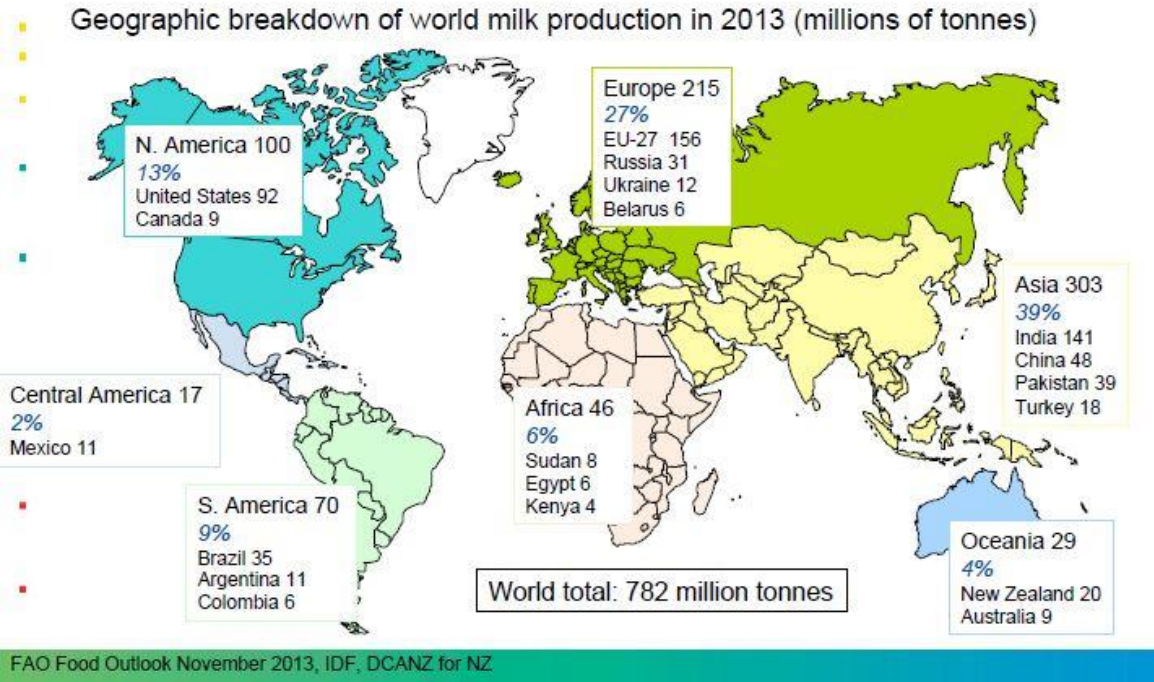 Geographic breakdown of world milk production in 2013 (millions of tonnes)
N. America 100
13%
United States 92
Canada 9
Europe 215
27%
EU-27 156
Russia 31
Ukraine 12
Belarus 6
Asia 303
39%
India 141
China 48
Pakistan 39
Turkey 18
Central America 17
2%
Mexico 11
Africa 46
6%
Sudan 8
Egypt 6
Kenya 4
S. America 70
9%
Brazil 35
Argentina 11
Colombia 6
Oceania 29
4%
New Zealand 20
Australia 9
World total: 782 million tonnes
FAO Food Outlook November 2013, IDF, DCANZ for NZ